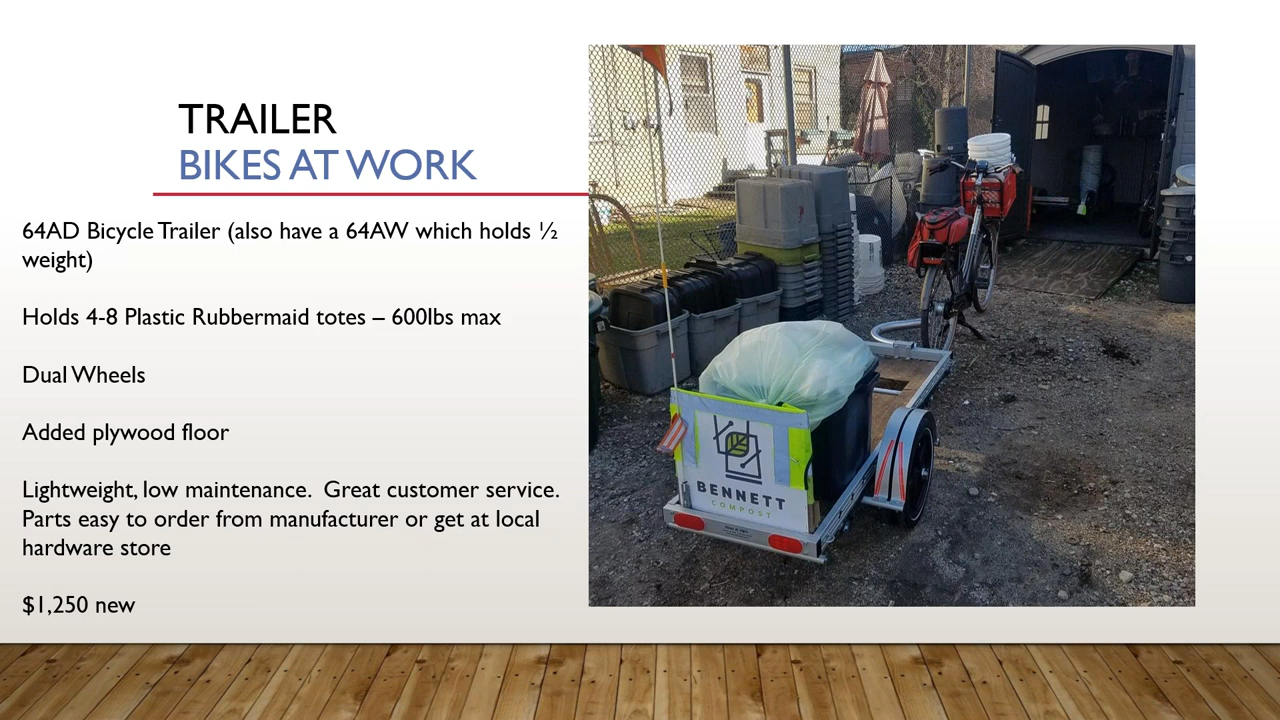 TRAILER
BIKES AT WORK
64AD Bicycle Trailer (also have a 64AW which holds ½
weight)
Holds 4-8 Plastic Rubbermaid totes – 600lbs max
Dual Wheels
Added plywood floor
Lightweight, low maintenance.  Great customer service.
Parts easy to order from manufacturer or get at local
hardware store
$1,250 new
BENNETT
COMPOST